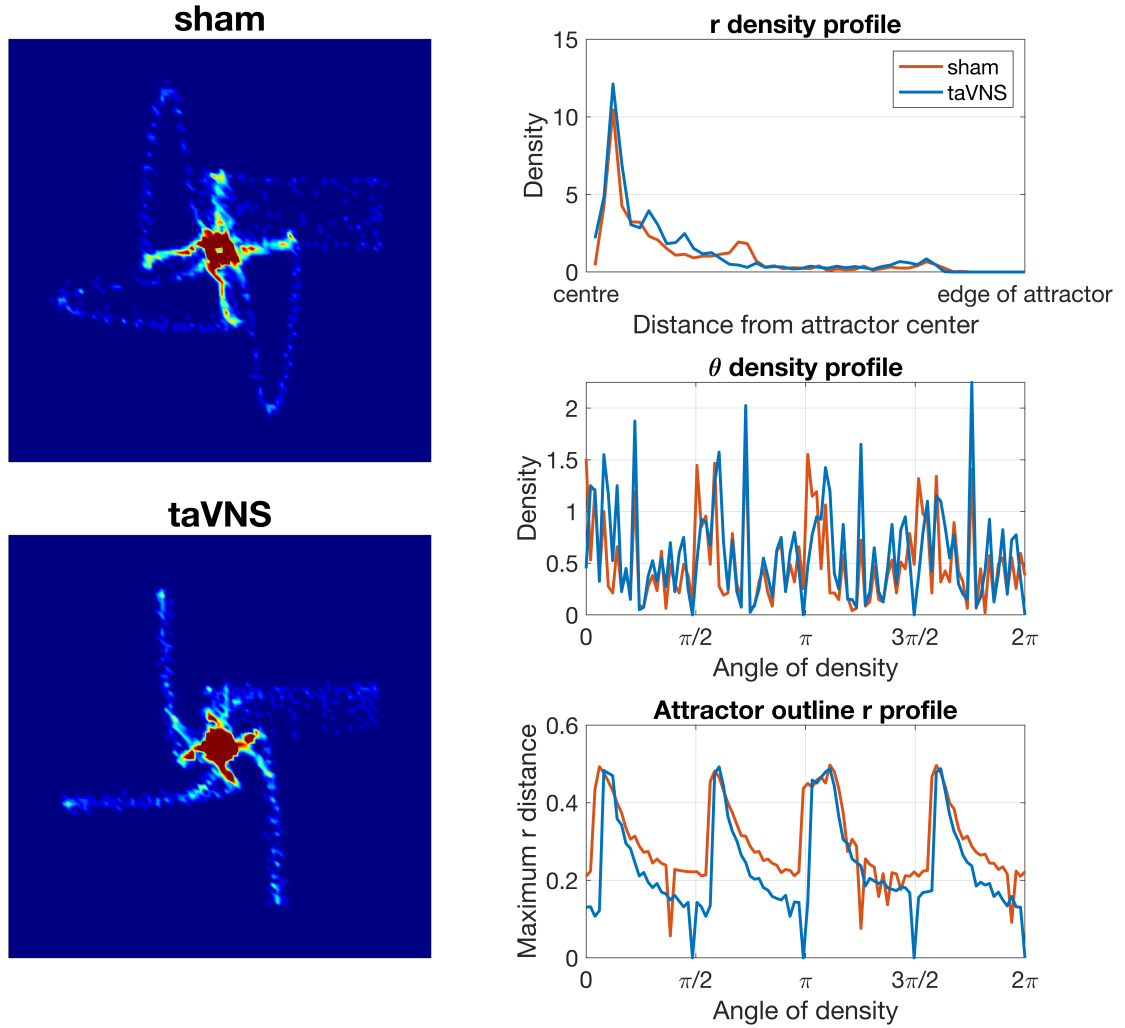 sham
taVNS
r density profile
15
10
5
0
Density
sham
taVNS
centre
edge of attractor
Distance from attractor center
θ density profile
2
1.5
1
0.5
0
Density
0
π/2
π
3π/2
2π
Angle of density
Attractor outline r profile
0.6
0.4
0.2
0
Maximum r distance
0
π/2
π
3π/2
2π
Angle of density